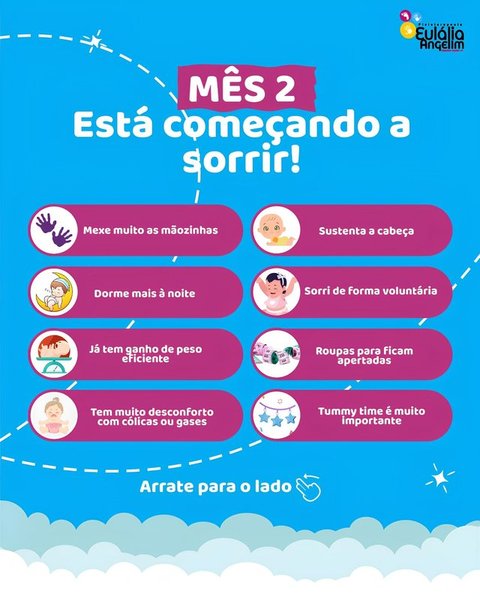 Fisioterapeuta
Eulália
Angelim
MÊS 2
Está começando a
sorrir!
Mexe muito as mãozinhas
Sustenta a cabeça
Dorme mais à noite
Sorri de forma voluntária
Já tem ganho de peso
eficiente
Roupas para ficam
apertadas
Tem muito desconforto
com cólicas ou gases
Tummy time é muito
importante
Arrate para o lado